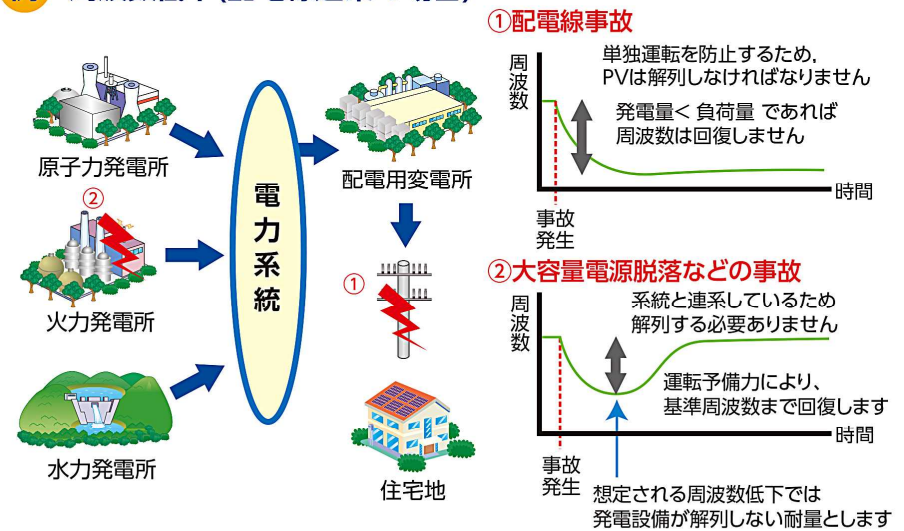 ①配電線事故
周波数
単独運転を防止するため,
PVは解列しなければなりません
発電量<負荷量 であれば
周波数は回復しません
時間
事故
発生
原子力発電所
②
火力発電所
水力発電所
電力系統
配電用変電所
①
住宅地
②大容量電源脱落などの事故
周波数
系統と連系しているため
解列する必要ありません
運転予備力により、
基準周波数まで回復します
時間
事故
発生
想定される周波数低下では
発電設備が解列しない耐量とします